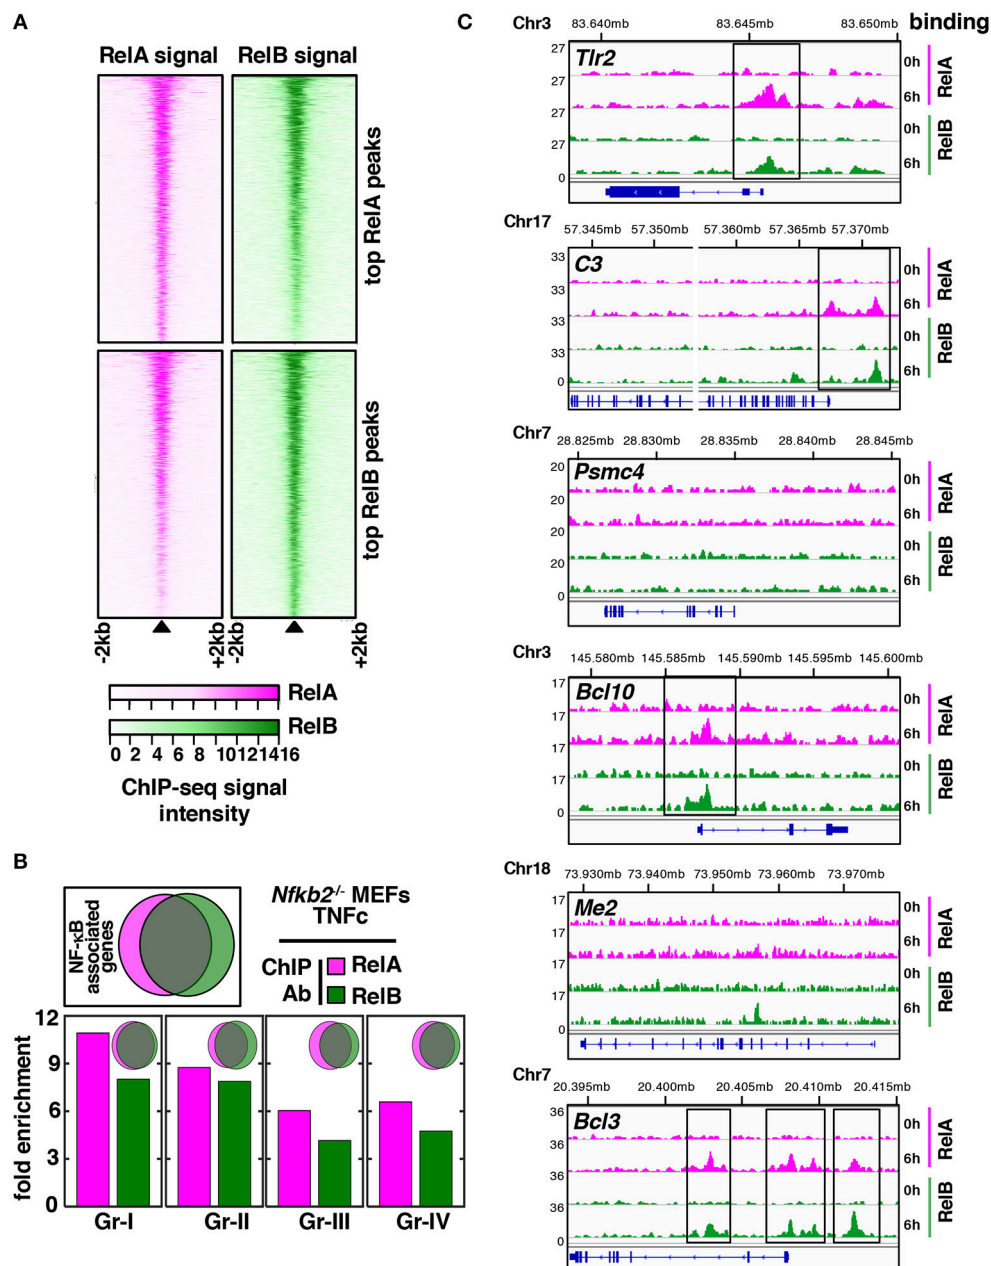 A
RelA signal RelB signal
top RelA peaks
top RelB peaks
-2kb +2kb -2kb +2kb
RelA
RelB
0 2 4 6 8 10 12 14 16
ChIP-seq signal
intensity
B
NF-κB
associated
genes
Nfkb2-/- MEFs
TNFc
ChIP
Ab
RelA
RelB
fold enrichment
12
9
6
3
0
Gr-I Gr-II Gr-III Gr-IV
C
binding
Chr3 83.640mb 83.645mb 83.650mb
Tlr2
27 0h
27 6h
27 0h
27 6h
0
RelA
RelB
Chr17
57.345mb 57.350mb 57.360mb 57.365mb 57.370mb
C3
33 0h
33 6h
33 0h
33 6h
0
RelA
RelB
Chr7
28.825mb 28.830mb 28.835mb 28.840mb 28.845mb
Psmc4
20 0h
20 6h
20 0h
20 6h
0
RelA
RelB
Chr3
145.580mb 145.585mb 145.590mb 145.595mb 145.600mb
Bcl10
17 0h
17 6h
17 0h
17 6h
0
RelA
RelB
Chr18
73.930mb 73.940mb 73.950mb 73.960mb 73.970mb
Me2
17 0h
17 6h
17 0h
17 6h
0
RelA
RelB
Chr7
20.395mb 20.400mb 20.405mb 20.410mb 20.415mb
Bcl3
36 0h
36 6h
36 0h
36 6h
0
RelA
RelB